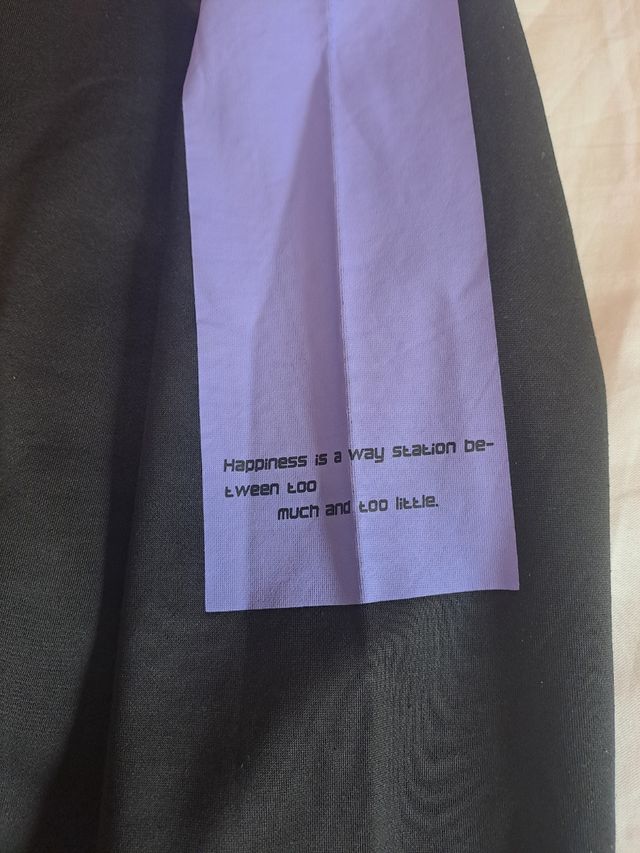 Happiness is a way station be-
tween too
much and too little.